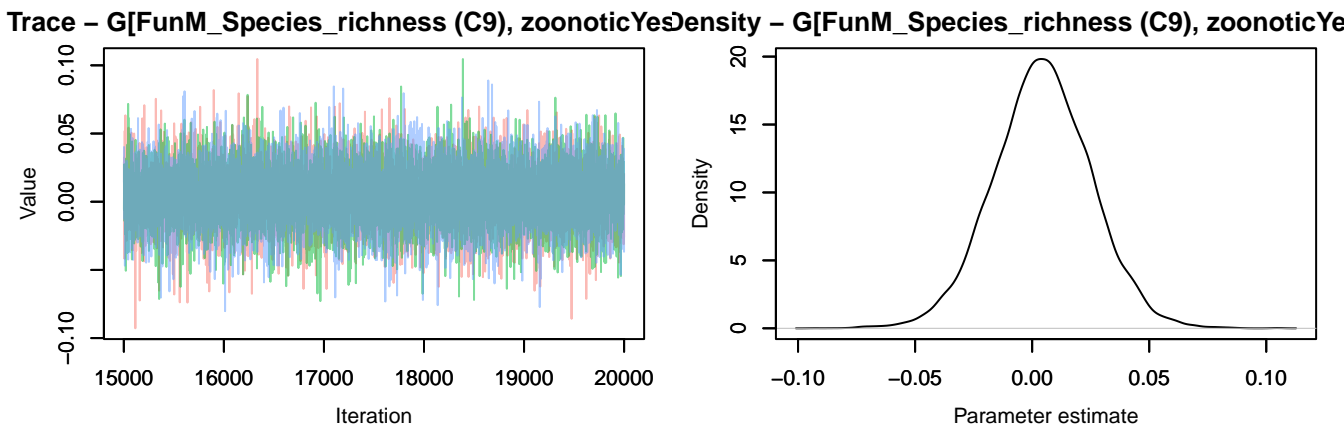 Trace – G[FunM_Species_richness (C9), zoonoticYes
Density – G[FunM_Species_richness (C9), zoonoticYe
Value
0.10
0.05
0.00
−0.10
15000 16000 17000 18000 19000 20000
Iteration
Density
20
15
10
5
0
−0.10 −0.05 0.00 0.05 0.10
Parameter estimate